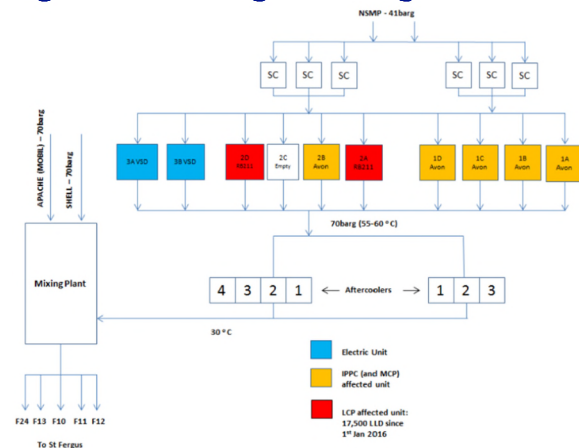 NSMP - 41barg
SC SC SC SC SC SC
APACHE (MOBIL) – 70barg
SHELL – 70barg
3A VSD
3B VSD
2D
2C
Empty
2B
Avon
2A
1D
Avon
1C
Avon
1B
Avon
1A
Avon
70barg (55-60 °C)
Mixing Plant
4 3 2 1
Aftercoolers
1 2 3
30 °C
Electric Unit
IPPC (and MCP)
affected unit
LCP affected unit:
17,500 LLD since
1st Jan 2016
F24 F13 F10 F11 F12
To St Fergus